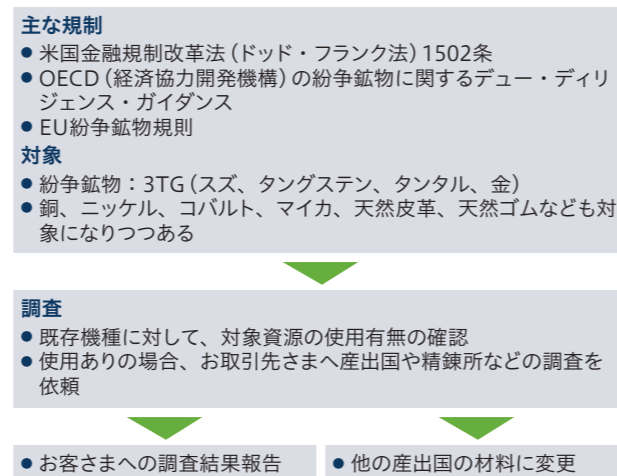 主な規制
● 米国金融規制改革法（ドッド・フランク法）1502条
● OECD（経済協力開発機構）の紛争鉱物に関するデュー・ディリ
ジェンス・ガイダンス
● EU紛争鉱物規則
対象
● 紛争鉱物：3TG（スズ、タングステン、タンタル、金）
● 銅、ニッケル、コバルト、マイカ、天然皮革、天然ゴムなども対
象になりつつある
調査
● 既存機種に対して、対象資源の使用有無の確認
● 使用ありの場合、お取引先さまへ産出国や精錬所などの調査を
依頼
● お客さまへの調査結果報告
● 他の産出国の材料に変更